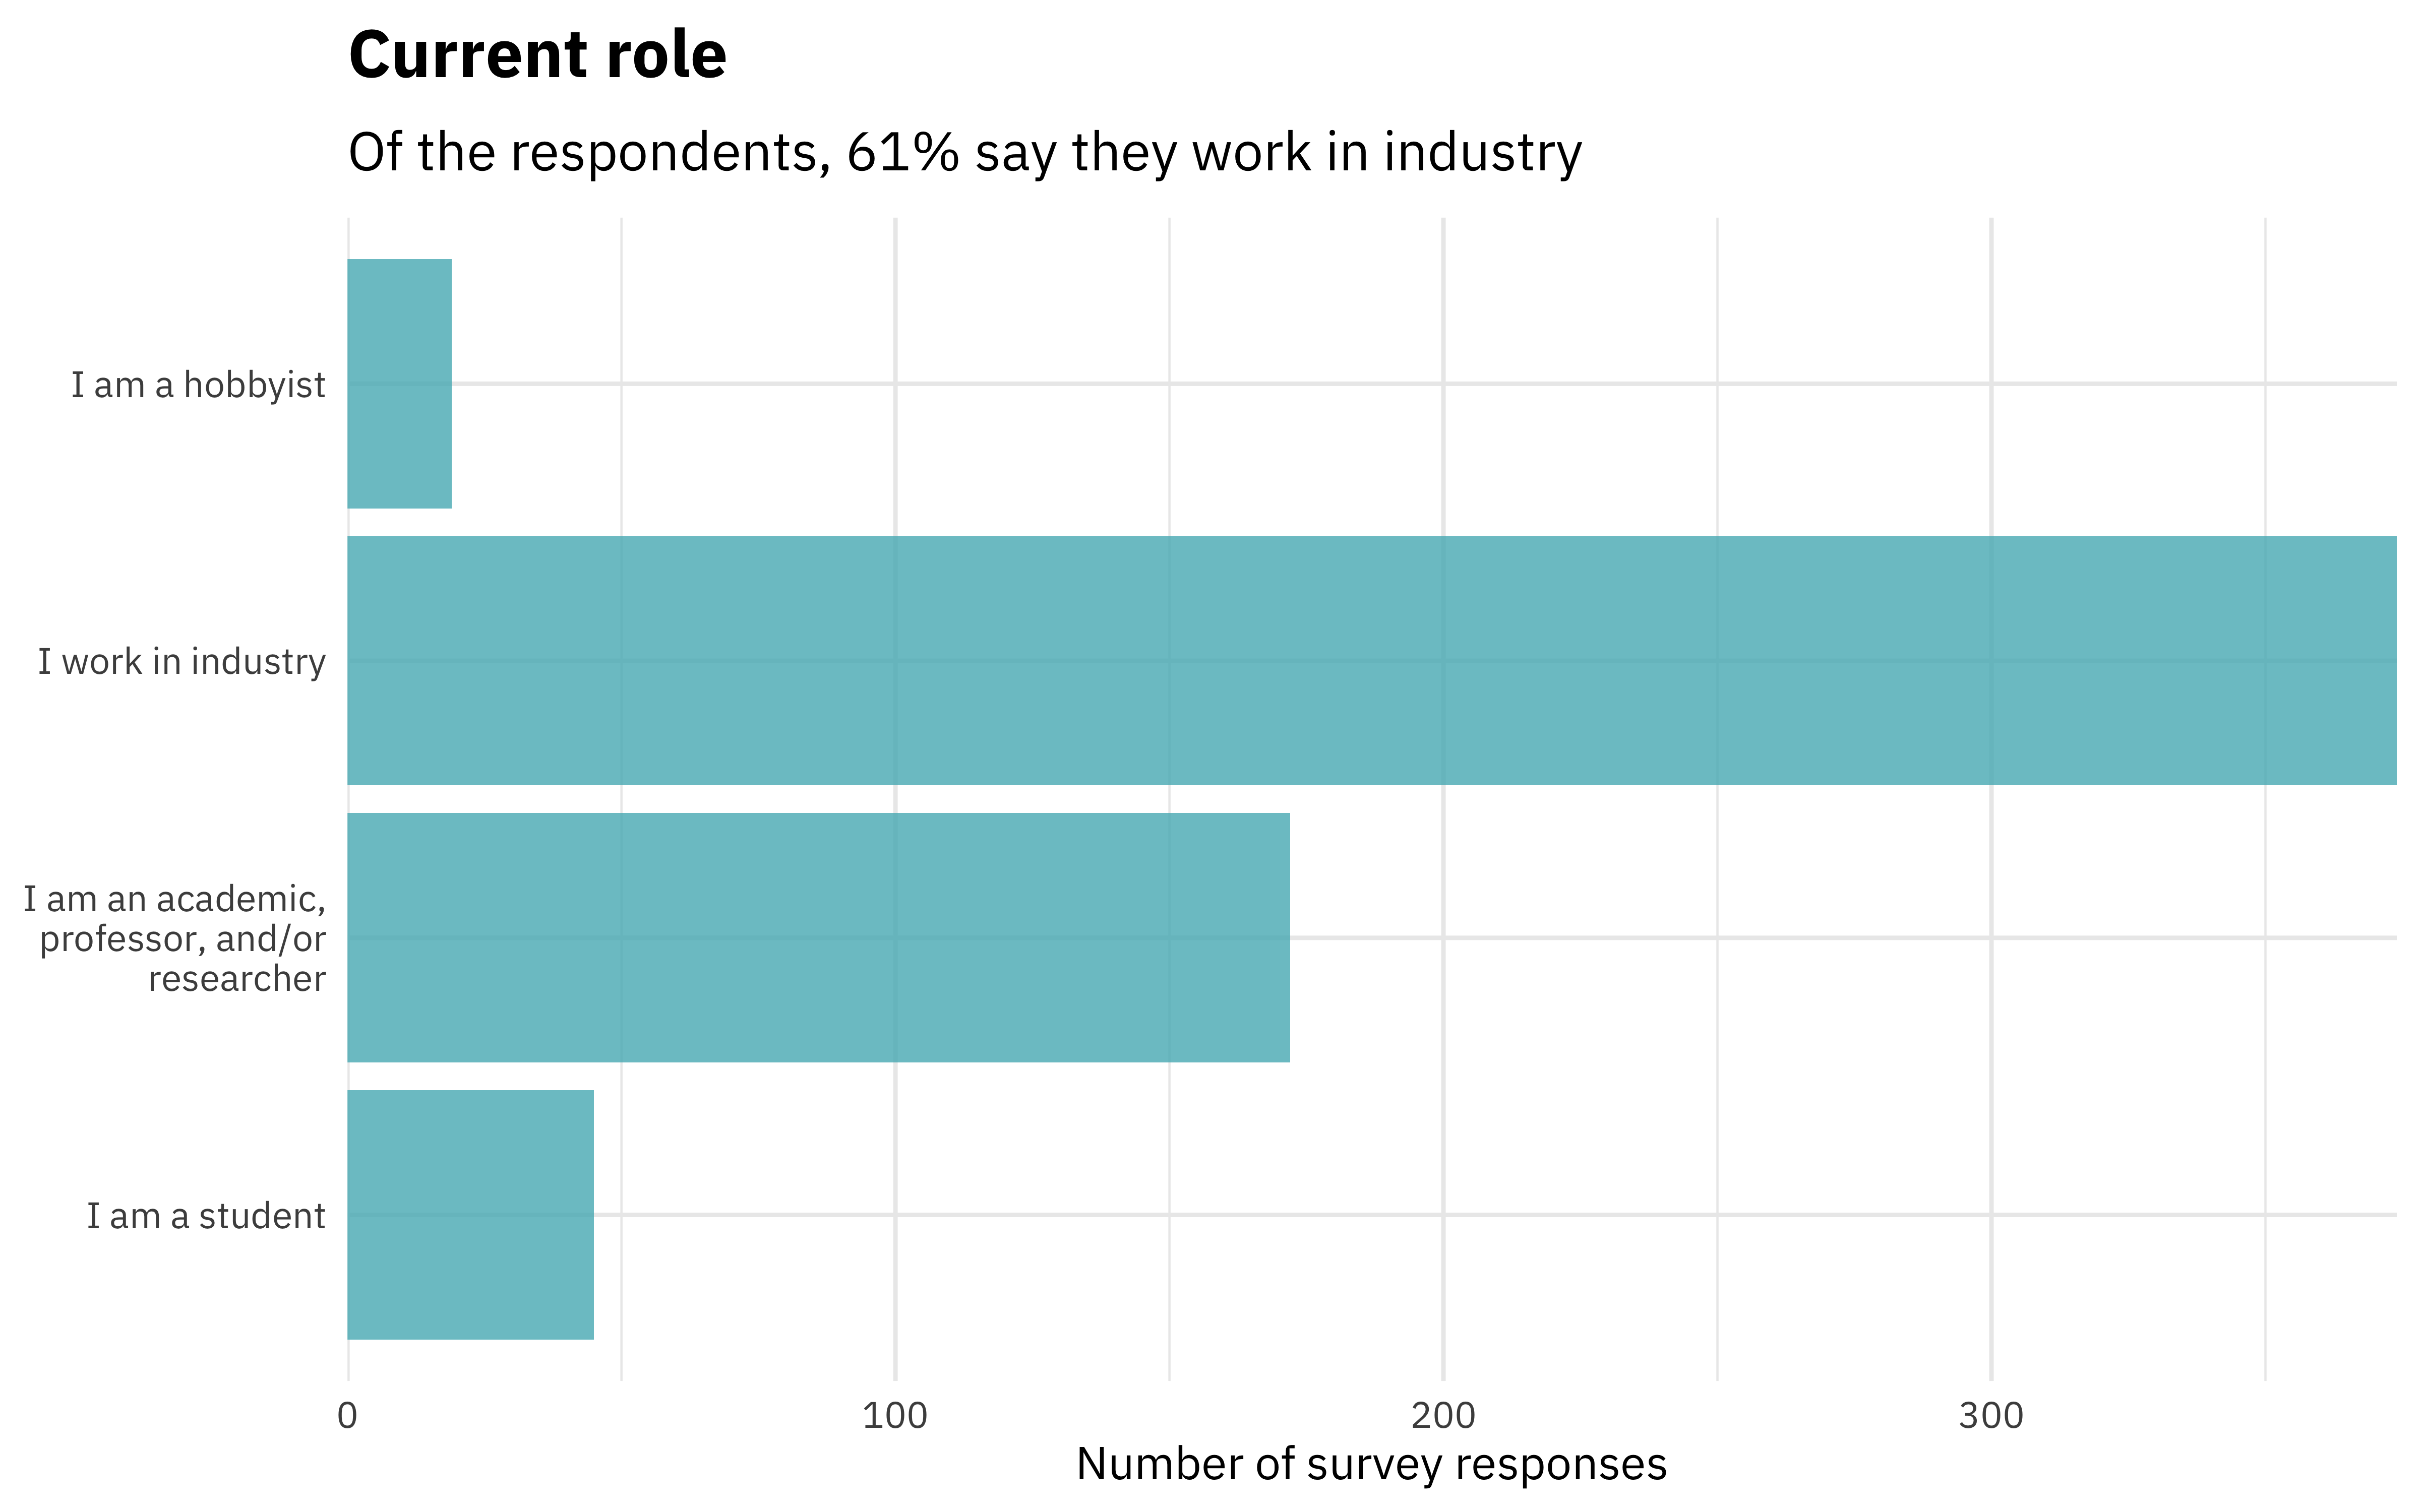 Current role
Of the respondents, 61% say they work in industry
I am a hobbyist
I work in industry
I am an academic,
professor, and/or
researcher
I am a student
0 100 200 300
Number of survey responses